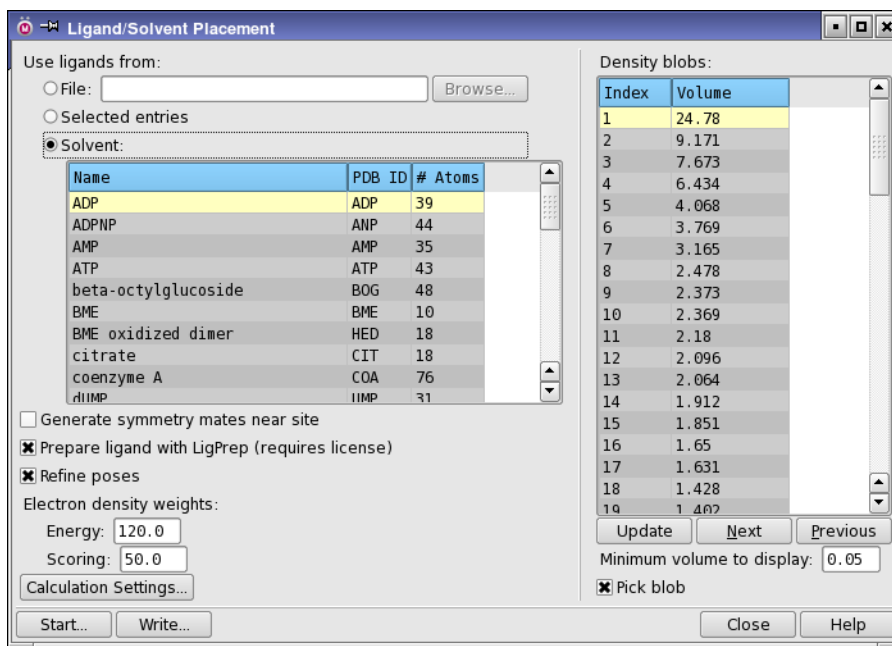 Ligand/Solvent Placement
Use ligands from:
File:
Browse...
Selected entries
Solvent:
Name PDB ID # Atoms
ADP ADP 39
ADPNP ANP 44
AMP AMP 35
ATP ATP 43
beta-octylglucoside BOG 48
BME BME 10
BME oxidized dimer HED 18
citrate CIT 18
coenzyme A COA 76
dUMP UMP 31
Generate symmetry mates near site
Prepare ligand with LigPrep (requires license)
Refine poses
Electron density weights:
Energy: 120.0
Scoring: 50.0
Calculation Settings...
Density blobs:
Index Volume
1 24.78
2 9.171
3 7.673
4 6.434
5 4.068
6 3.769
7 3.165
8 2.478
9 2.373
10 2.369
11 2.18
12 2.096
13 2.064
14 1.912
15 1.851
16 1.65
17 1.631
18 1.428
19 1.402
Update Next Previous
Minimum volume to display: 0.05
Pick blob
Start... Write... Close Help